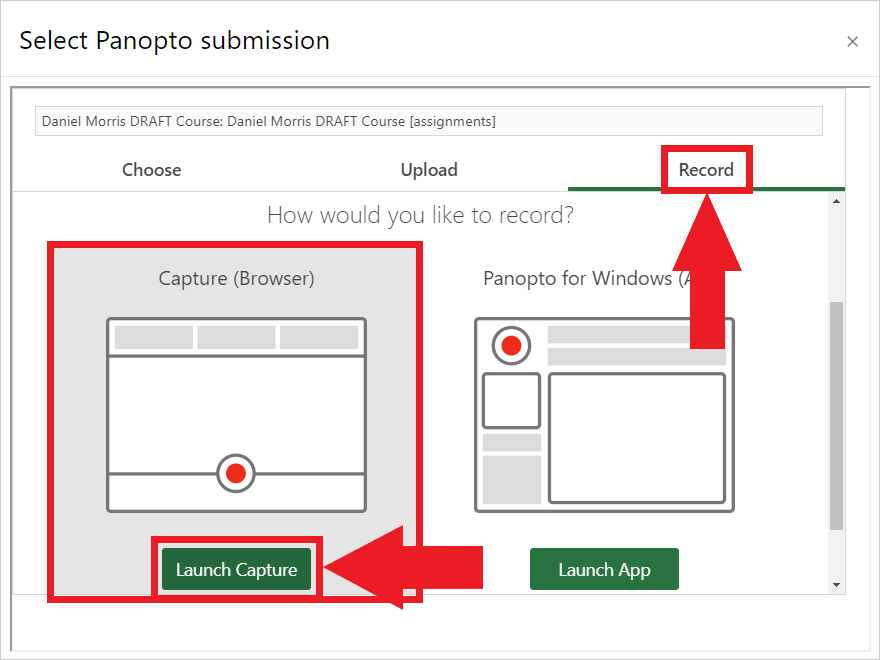 Select Panopto submission
×
Daniel Morris DRAFT Course: Daniel Morris DRAFT Course [assignments]
Choose Upload Record
How would you like to record?
Capture (Browser) Panopto for Windows (
Launch Capture Launch App